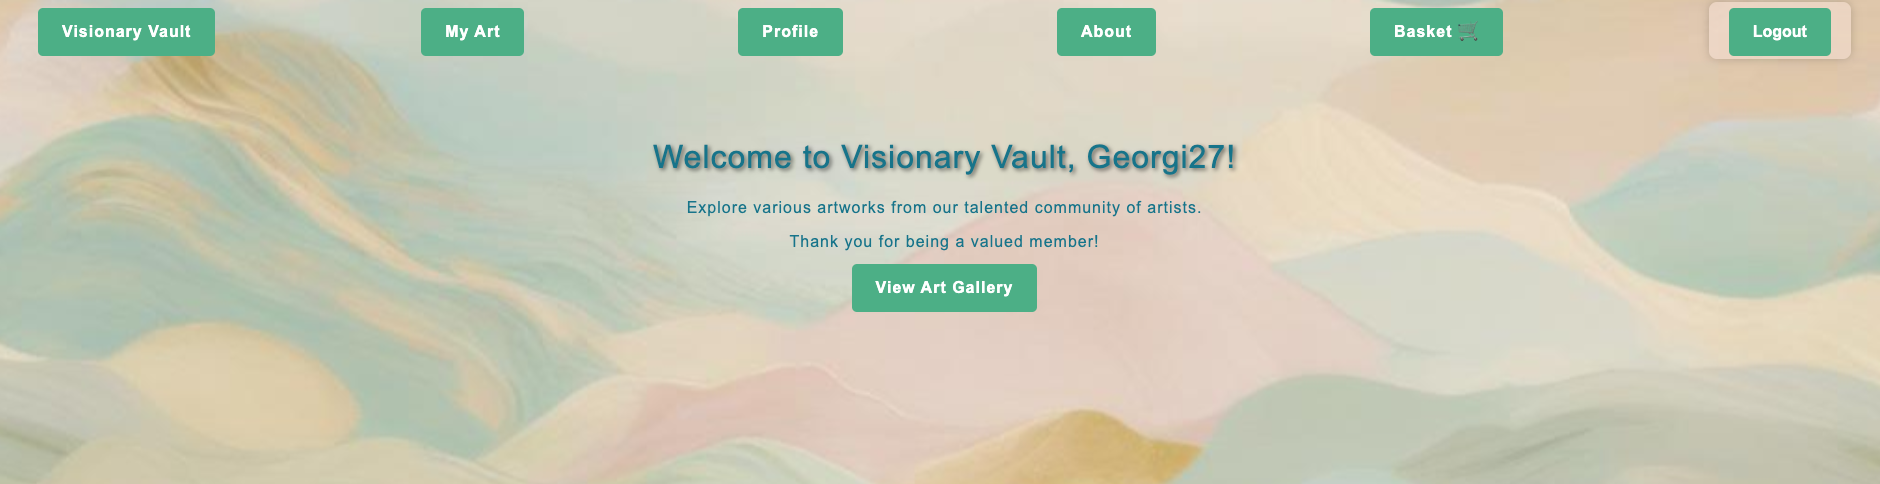 Visionary Vault
My Art
Profile
About
Basket 🛒
Logout
Welcome to Visionary Vault, Georgi27!
Explore various artworks from our talented community of artists.
Thank you for being a valued member!
View Art Gallery